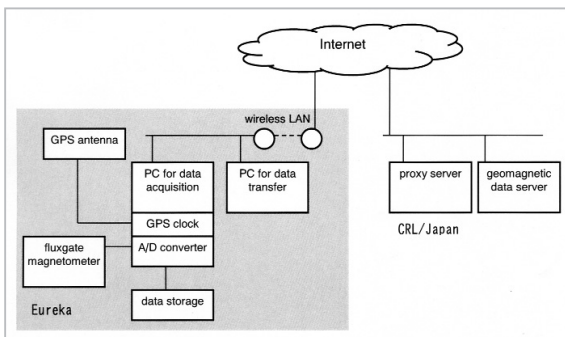 Internet
wireless LAN
GPS antenna
PC for data
acquisition
PC for data
transfer
proxy server
geomagnetic
data server
GPS clock
CRL/Japan
fluxgate
magnetometer
A/D converter
data storage
Eureka